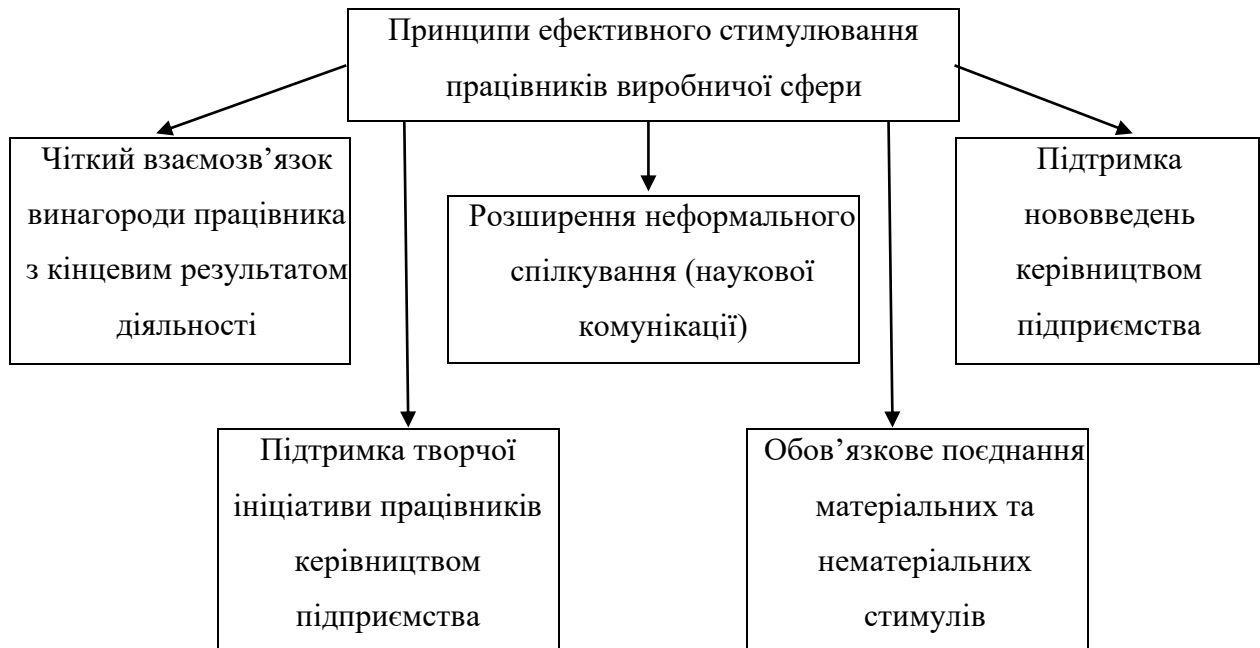 Принципи ефективного стимулювання
працівників виробничої сфери
Чіткий взаємозв’язок
винагороди працівника
з кінцевим результатом
діяльності
Розширення неформального
спілкування (наукової
комунікації)
Підтримка
нововведень
керівництвом
підприємства
Підтримка творчої
ініціативи працівників
керівництвом
підприємства
Обов’язкове поєднання
матеріальних та
нематеріальних
стимулів